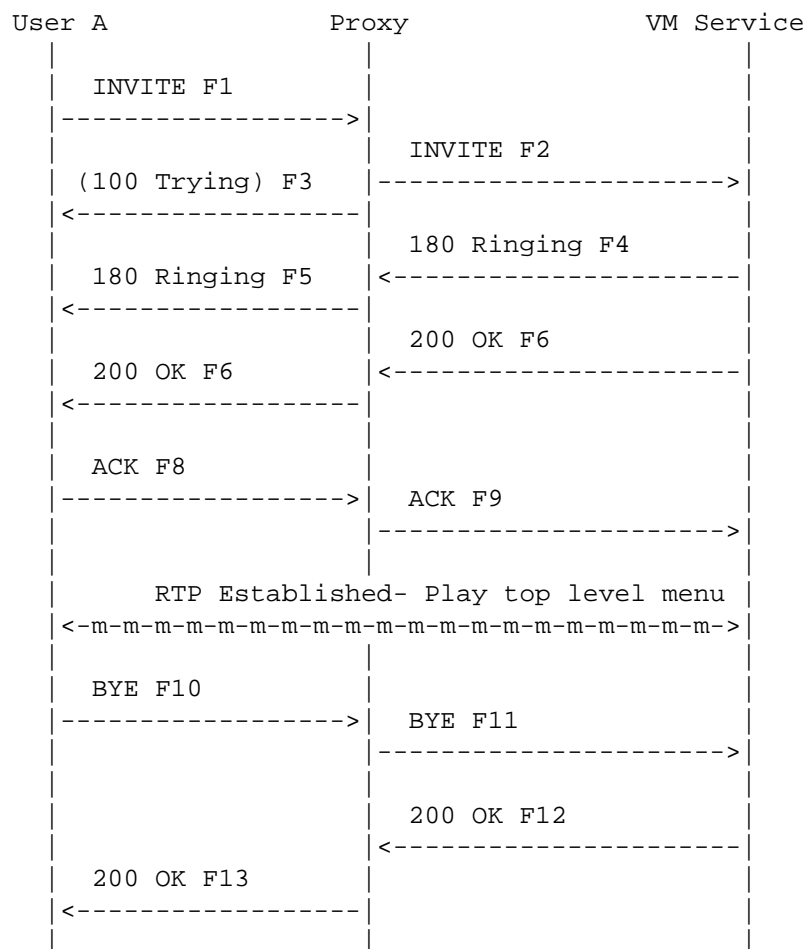 User A Proxy VM Service
INVITE F1
INVITE F2
(100 Trying) F3
180 Ringing F4
180 Ringing F5
200 OK F6
200 OK F6
ACK F8
ACK F9
RTP Established- Play top level menu
<-m-m-m-m-m-m-m-m-m-m-m-m-m-m-m-m-m-m-m-m->
BYE F10
BYE F11
200 OK F12
200 OK F13